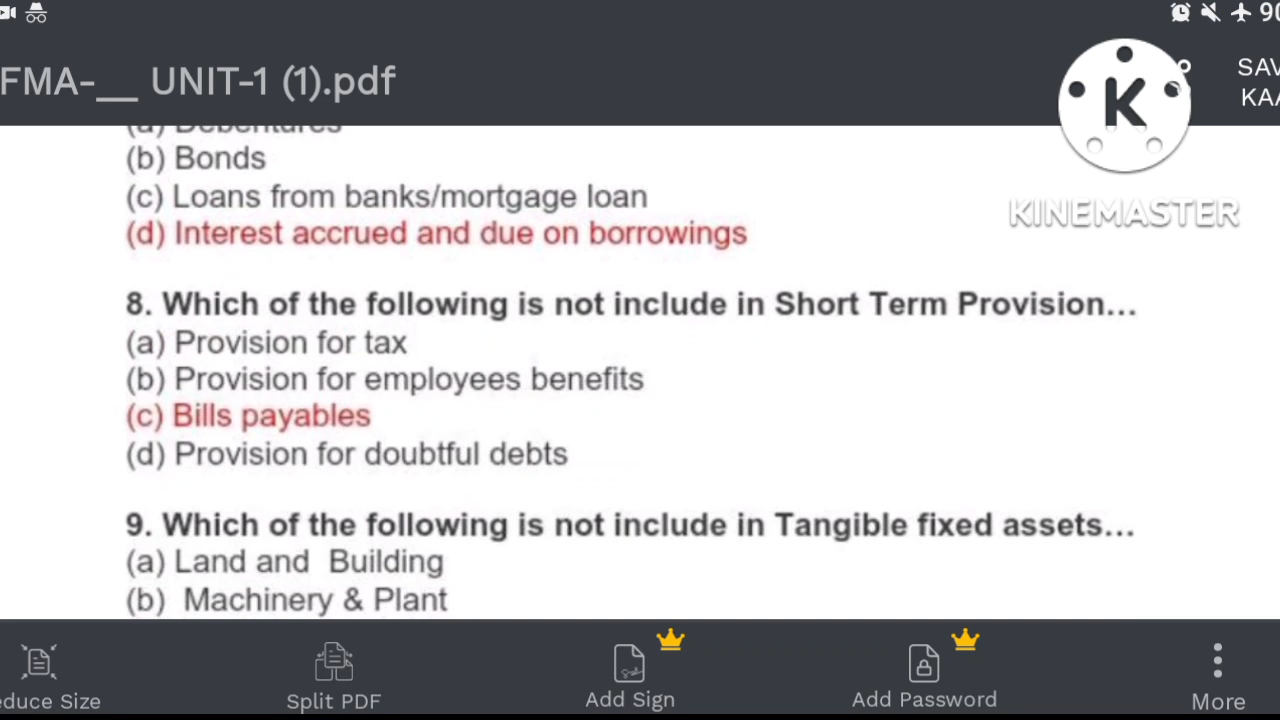 90
FMA-__ UNIT-1 (1).pdf
SAV
KA
K
KINEMASTER
(a) Debentures
(b) Bonds
(c) Loans from banks/mortgage loan
(d) Interest accrued and due on borrowings
8. Which of the following is not include in Short Term Provision...
(a) Provision for tax
(b) Provision for employees benefits
(c) Bills payables
(d) Provision for doubtful debts
9. Which of the following is not include in Tangible fixed assets...
(a) Land and Building
(b) Machinery & Plant
educe Size
Split PDF
Add Sign
Add Password
More